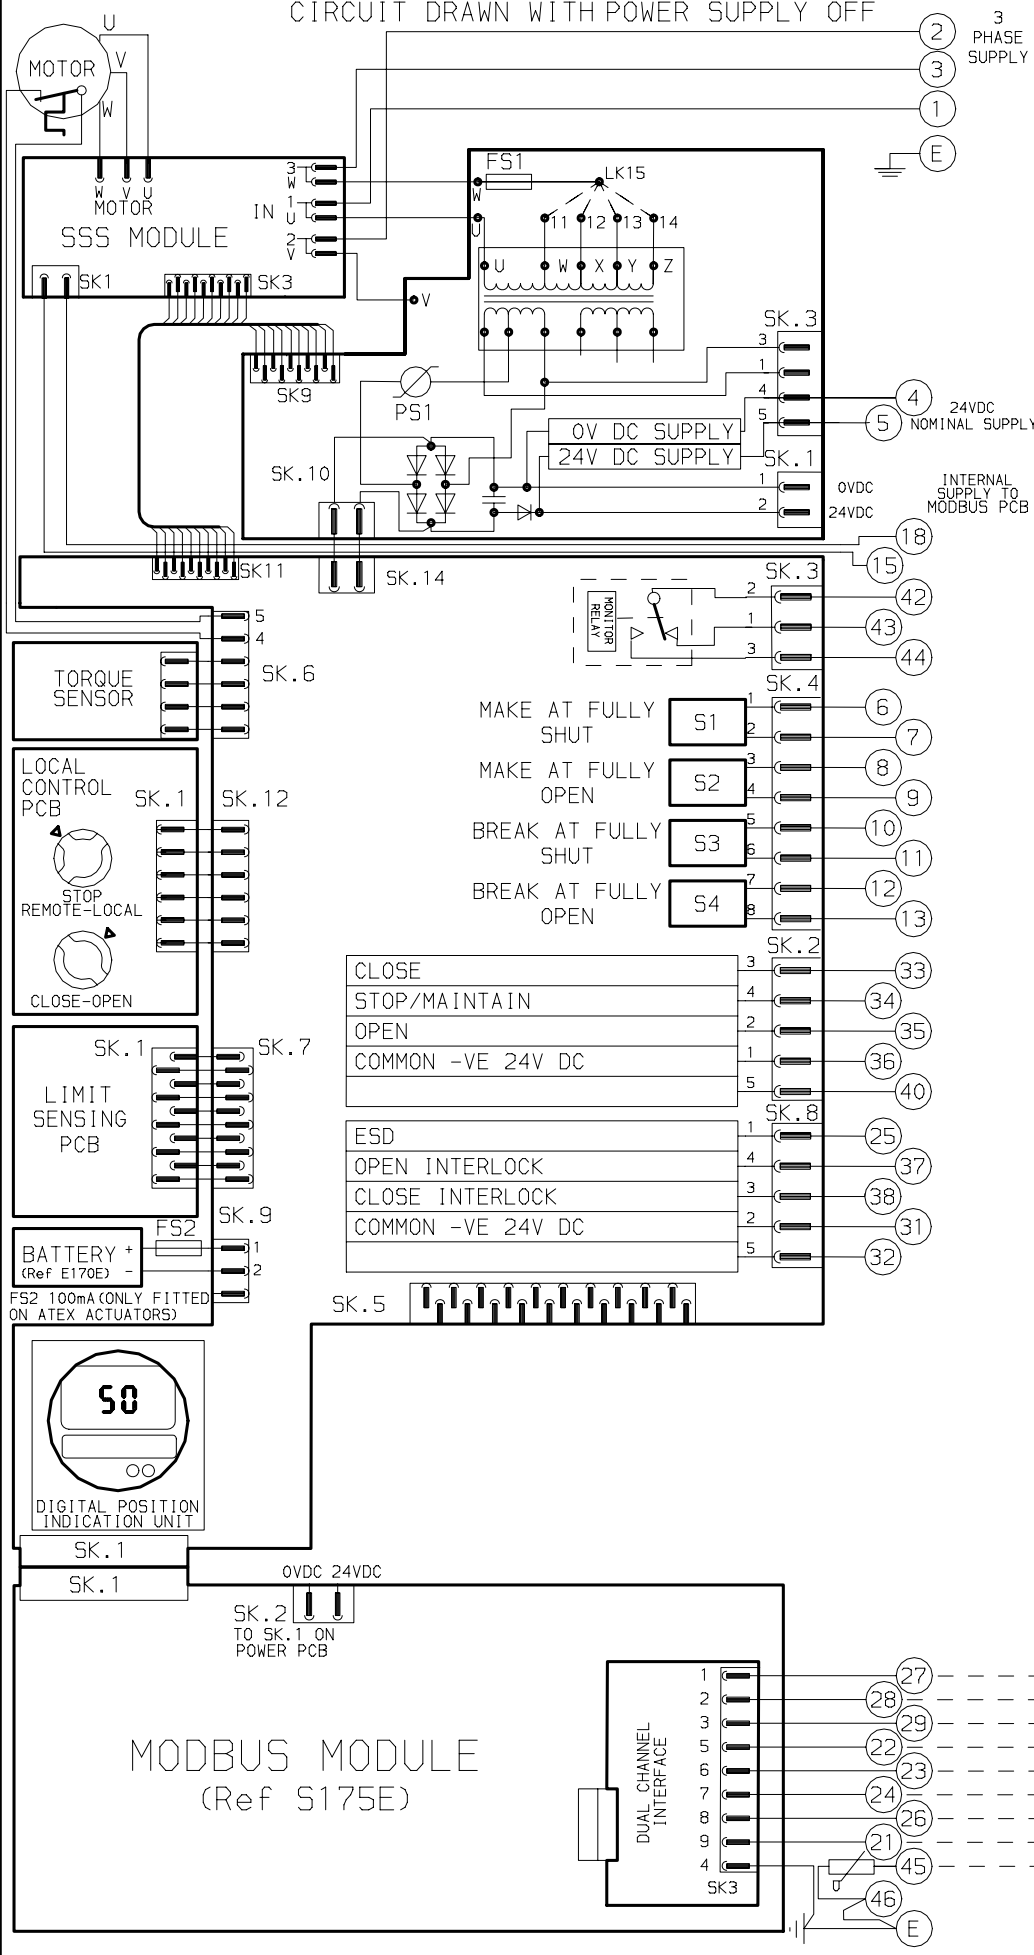 CIRCUIT DRAWN WITH POWER SUPPLY OFF
U
V
W
MOTOR
2
3
PHASE
SUPPLY
3
1
E
W V U
MOTOR
SSS MODULE
IN
3
W
1
U
2
V
SK1
SK3
FS1
W
U
V
LK15
11 12 13 14
U W X Y Z
SK9
PS1
SK.3
3
1
4
5
4
5
24VDC
NOMINAL SUPPLY
0V DC SUPPLY
24V DC SUPPLY
SK.1
1 0VDC
2 24VDC
INTERNAL
SUPPLY TO
MODBUS PCB
SK.10
18
15
SK11
SK.14
SK.3
MONITOR
RELAY
2 42
1 43
3 44
5
4
SK.6
TORQUE
SENSOR
SK.4
MAKE AT FULLY
SHUT
S1
1 6
2 7
MAKE AT FULLY
OPEN
S2
3 8
4 9
BREAK AT FULLY
SHUT
S3
5 10
6 11
BREAK AT FULLY
OPEN
S4
7 12
8 13
LOCAL
CONTROL
PCB
SK.1 SK.12
STOP
REMOTE-LOCAL
CLOSE-OPEN
SK.2
CLOSE 3 33
STOP/MAINTAIN 4 34
OPEN 2 35
COMMON -VE 24V DC 1 36
5 40
SK.1 SK.7
LIMIT
SENSING
PCB
SK.8
ESD 1 25
OPEN INTERLOCK 4 37
CLOSE INTERLOCK 3 38
COMMON -VE 24V DC 2 31
5 32
SK.9
FS2
BATTERY + 1
(Ref E170E) - 2
FS2 100mA(ONLY FITTED
ON ATEX ACTUATORS)
SK.5
50
DIGITAL POSITION
INDICATION UNIT
SK.1
SK.1
0VDC 24VDC
SK.2
TO SK.1 ON
POWER PCB
MODBUS MODULE
(Ref S175E)
DUAL CHANNEL
INTERFACE
1 27
2 28
3 29
5 22
6 23
7 24
8 26
9 21
4 45
SK3
U
46
E